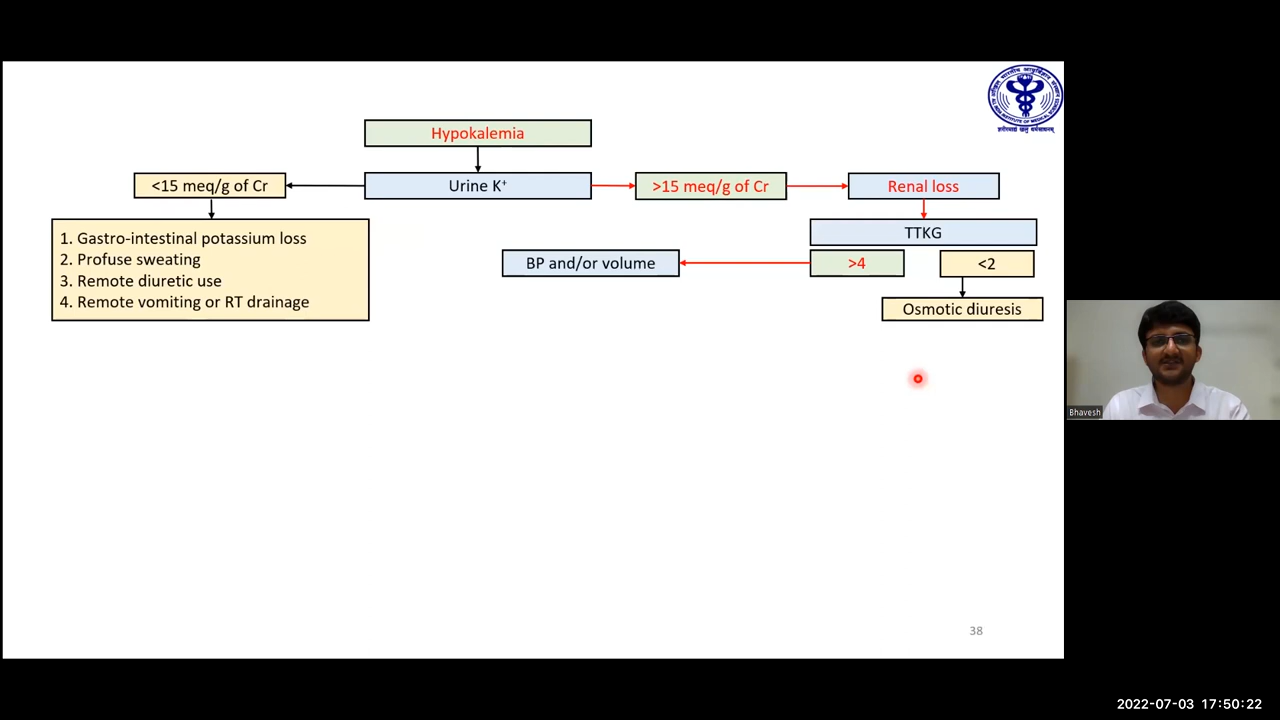 Hypokalemia
<15 meq/g of Cr
Urine K⁺
>15 meq/g of Cr
Renal loss
1. Gastro-intestinal potassium loss
2. Profuse sweating
3. Remote diuretic use
4. Remote vomiting or RT drainage
TTKG
BP and/or volume
>4
<2
Osmotic diuresis
Bhavesh
38
2022-07-03 17:50:22